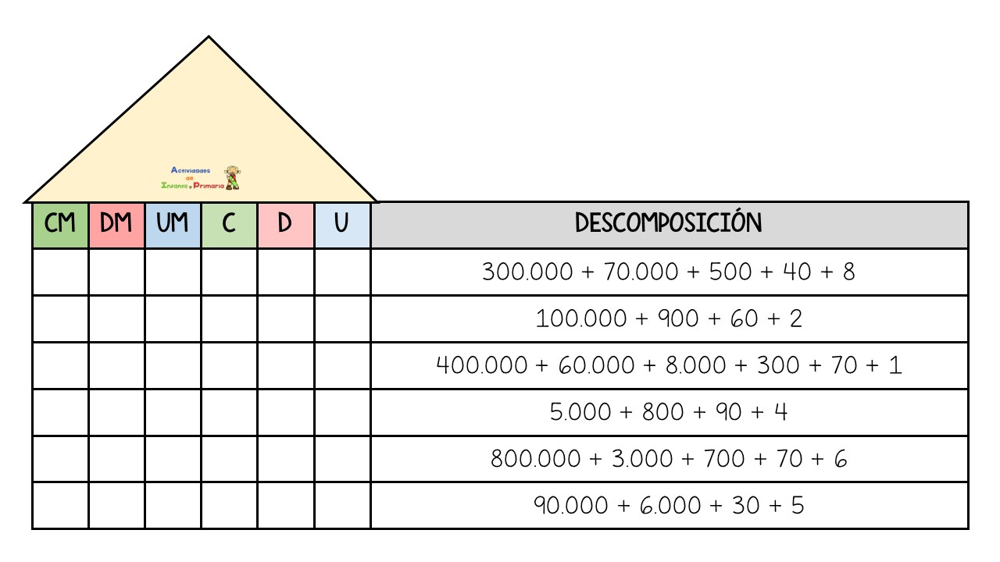 Actividades
de
Infantil y Primaria
CM DM UM C D U DESCOMPOSICIÓN
300.000 + 70.000 + 500 + 40 + 8
100.000 + 900 + 60 + 2
400.000 + 60.000 + 8.000 + 300 + 70 + 1
5.000 + 800 + 90 + 4
800.000 + 3.000 + 700 + 70 + 6
90.000 + 6.000 + 30 + 5